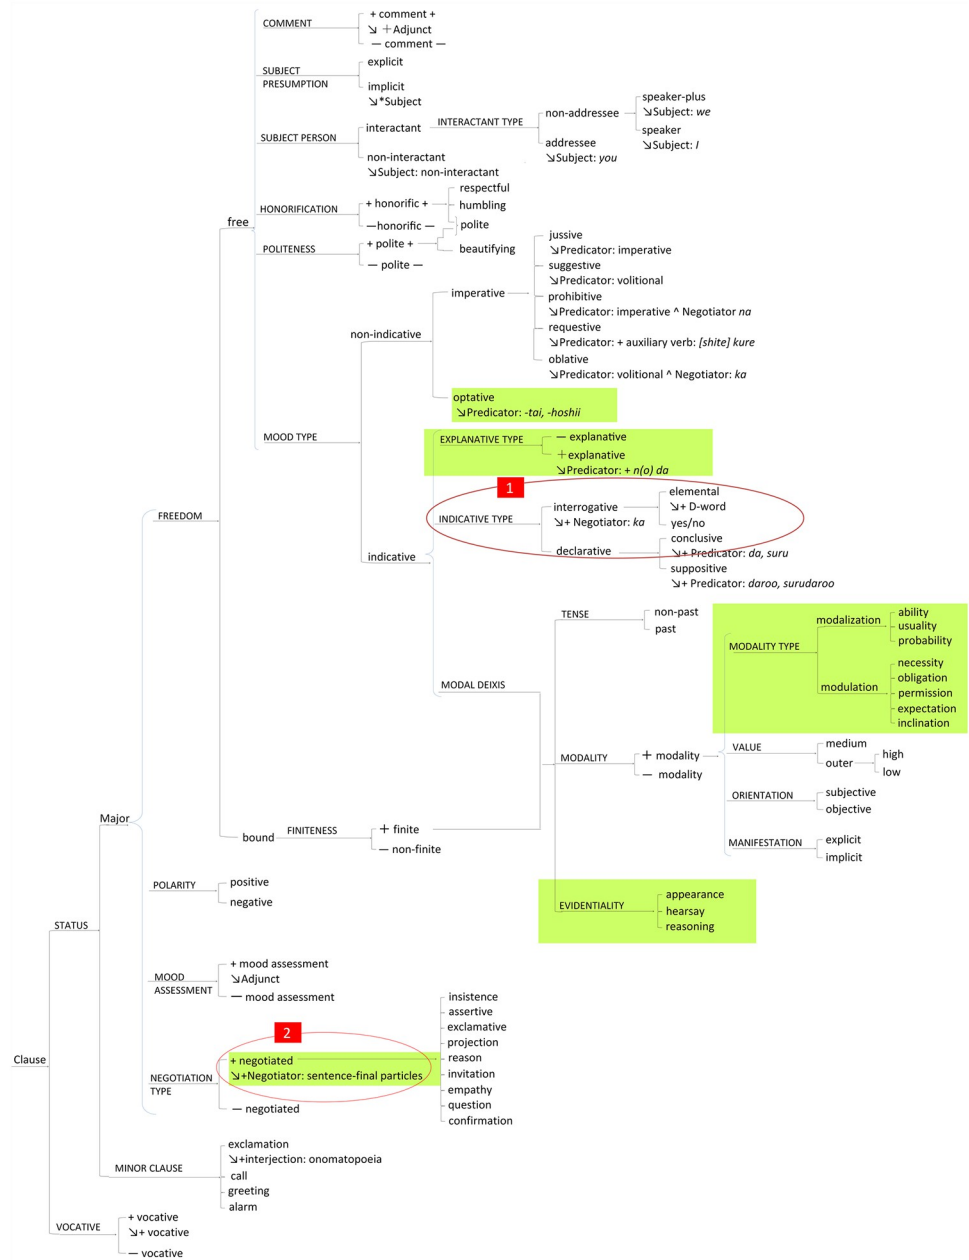 COMMENT
+ comment +
↘ +Adjunct
— comment —
SUBJECT
PRESUMPTION
explicit
implicit
↘*Subject
SUBJECT PERSON
interactant
INTERACTANT TYPE
non-addressee
speaker-plus
↘Subject: we
speaker
↘Subject: I
addressee
↘Subject: you
non-interactant
↘Subject: non-interactant
free
HONORIFICATION
+ honorific +
respectful
humbling
—honorific —
polite
POLITENESS
+ polite +
beautifying
— polite —
MOOD TYPE
non-indicative
imperative
jussive
↘Predicator: imperative
suggestive
↘Predicator: volitional
prohibitive
↘Predicator: imperative ^ Negotiator na
requestive
↘Predicator: + auxiliary verb: [shite] kure
oblative
↘Predicator: volitional ^ Negotiator: ka
optative
↘Predicator: -tai, -hoshii
EXPLANATIVE TYPE
— explanative
+explanative
↘Predicator: + n(o) da
1
FREEDOM
indicative
INDICATIVE TYPE
interrogative
↘+ Negotiator: ka
elemental
↘+ D-word
yes/no
declarative
conclusive
↘+ Predicator: da, suru
suppositive
↘+ Predicator: daroo, surudaroo
MODAL DEIXIS
TENSE
non-past
past
MODALITY
+ modality
— modality
MODALITY TYPE
modalization
ability
usuality
probability
modulation
necessity
obligation
permission
expectation
inclination
VALUE
medium
outer
high
low
ORIENTATION
subjective
objective
MANIFESTATION
explicit
implicit
EVIDENTIALITY
appearance
hearsay
reasoning
Major
bound
FINITENESS
+ finite
— non-finite
POLARITY
positive
negative
STATUS
MOOD
ASSESSMENT
+ mood assessment
↘Adjunct
— mood assessment
2
Clause
NEGOTIATION
TYPE
+ negotiated
↘+Negotiator: sentence-final particles
— negotiated
insistence
assertive
exclamative
projection
reason
invitation
empathy
question
confirmation
MINOR CLAUSE
exclamation
↘+interjection: onomatopoeia
call
greeting
alarm
VOCATIVE
+ vocative
↘+ vocative
— vocative